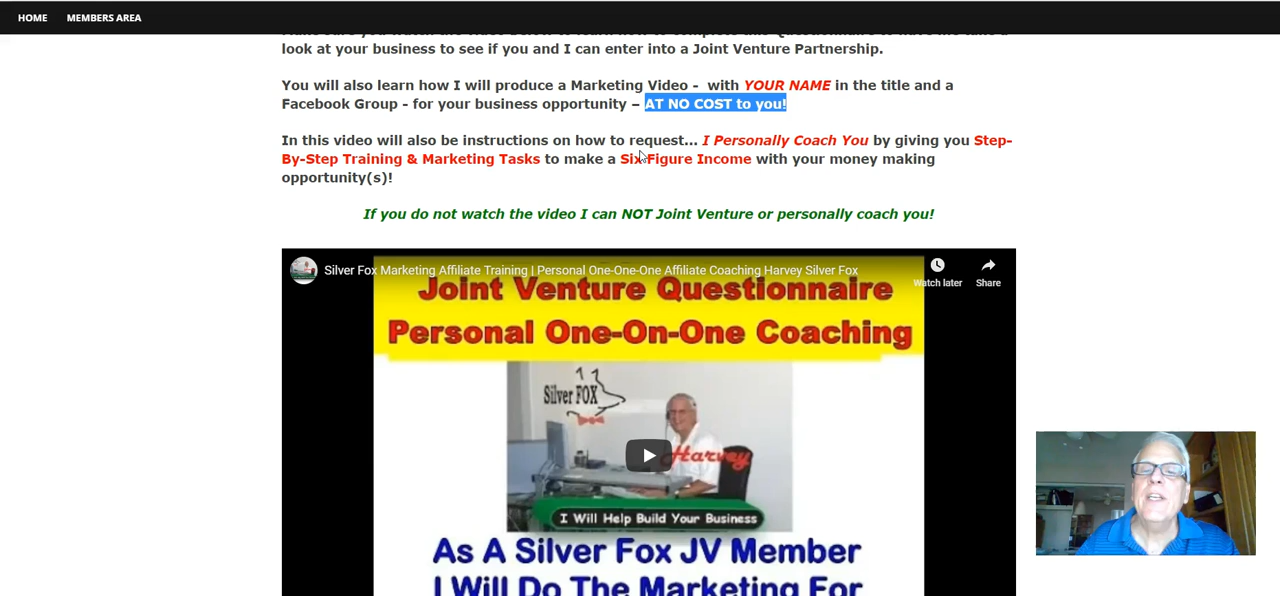 HOME MEMBERS AREA
look at your business to see if you and I can enter into a Joint Venture Partnership.
You will also learn how I will produce a Marketing Video - with YOUR NAME in the title and a
Facebook Group - for your business opportunity – AT NO COST to you!
In this video will also be instructions on how to request... I Personally Coach You by giving you Step-
By-Step Training & Marketing Tasks to make a Six Figure Income with your money making
opportunity(s)!
If you do not watch the video I can NOT Joint Venture or personally coach you!
Silver Fox Marketing Affiliate Training | Personal One-One-One Affiliate Coaching Harvey Silver Fox
Watch later Share
Joint Venture Questionnaire
Personal One-On-One Coaching
Silver FOX
Harvey
I Will Help Build Your Business
As A Silver Fox JV Member
I Will Do The Marketing For